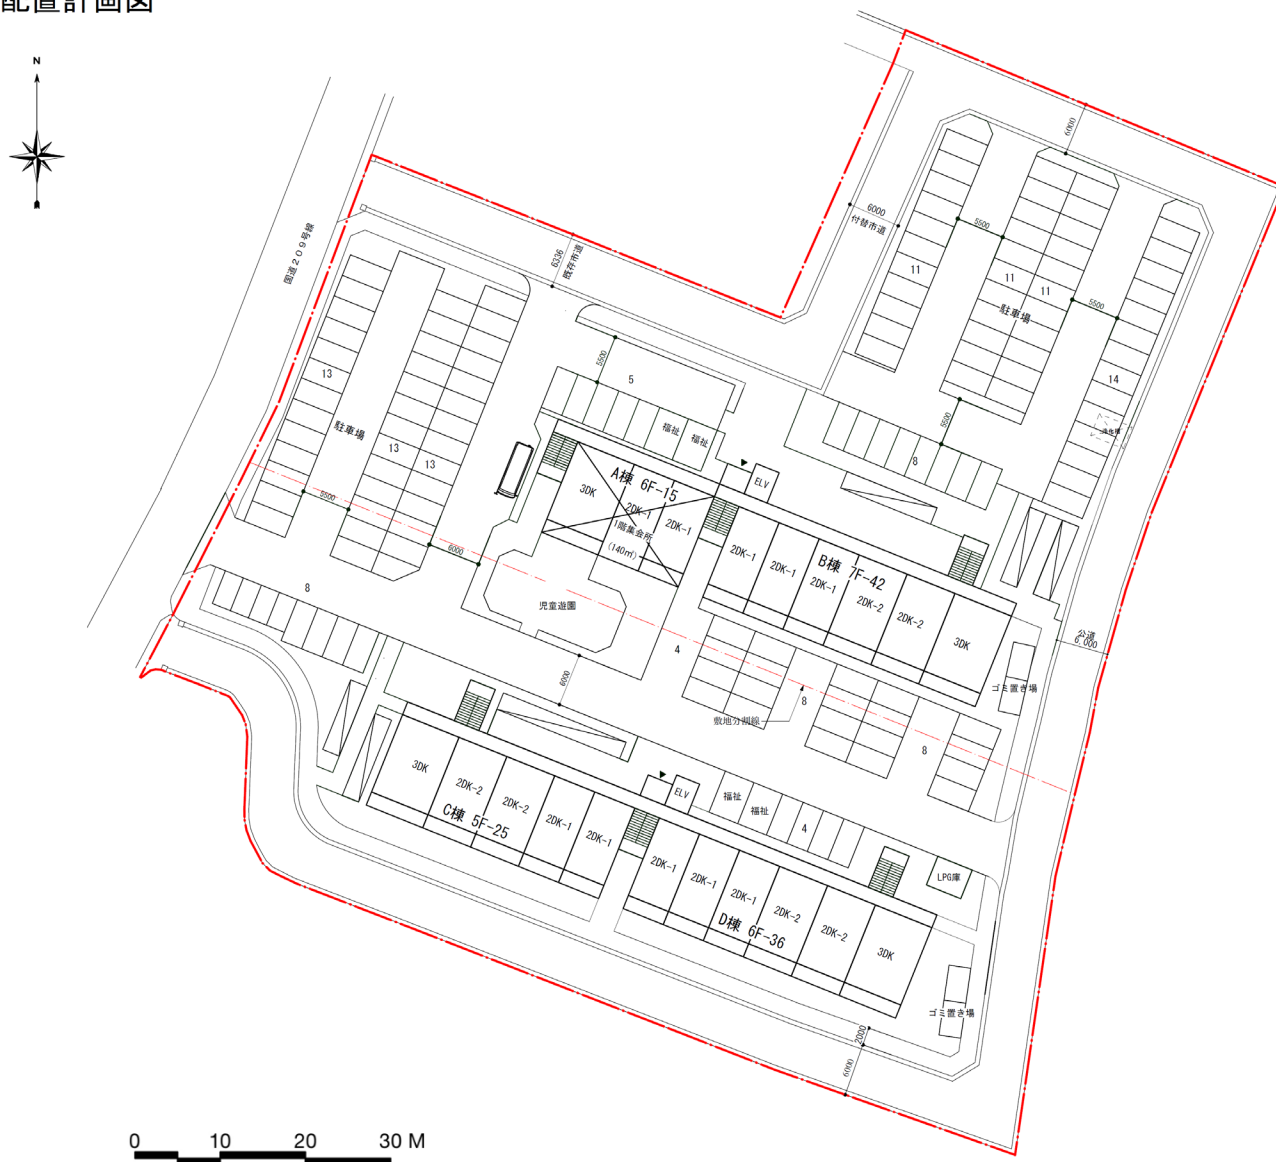 配置計画図
N
国道209号線
6336
既存市道
6000
付替市道
6000
5500
11
11
11
駐車場
5500
14
浄化槽
5500
8
13
駐車場
13
13
5500
6000
8
5500
5
福祉
福祉
ELV
A棟 6F-15
3DK
2DK-1
2DK-1
1階集会所
(140㎡)
B棟 7F-42
2DK-1
2DK-1
2DK-1
2DK-2
2DK-2
3DK
公道
6,000
ゴミ置き場
児童遊園
6000
4
8
8
敷地分割線
C棟 5F-25
3DK
2DK-2
2DK-2
2DK-1
2DK-1
ELV
福祉
福祉
4
LPG庫
D棟 6F-36
2DK-1
2DK-1
2DK-1
2DK-2
2DK-2
3DK
ゴミ置き場
2000
6000
0 10 20 30 M